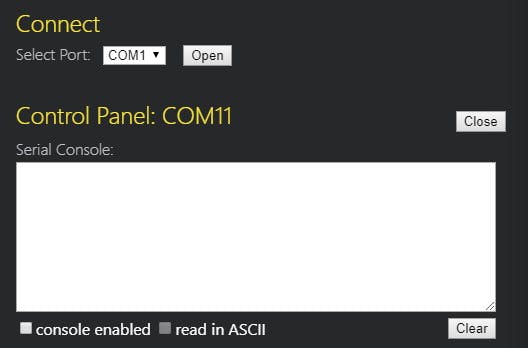 Connect
Select Port: COM1 Open
Control Panel: COM11
Close
Serial Console:
console enabled read in ASCII Clear